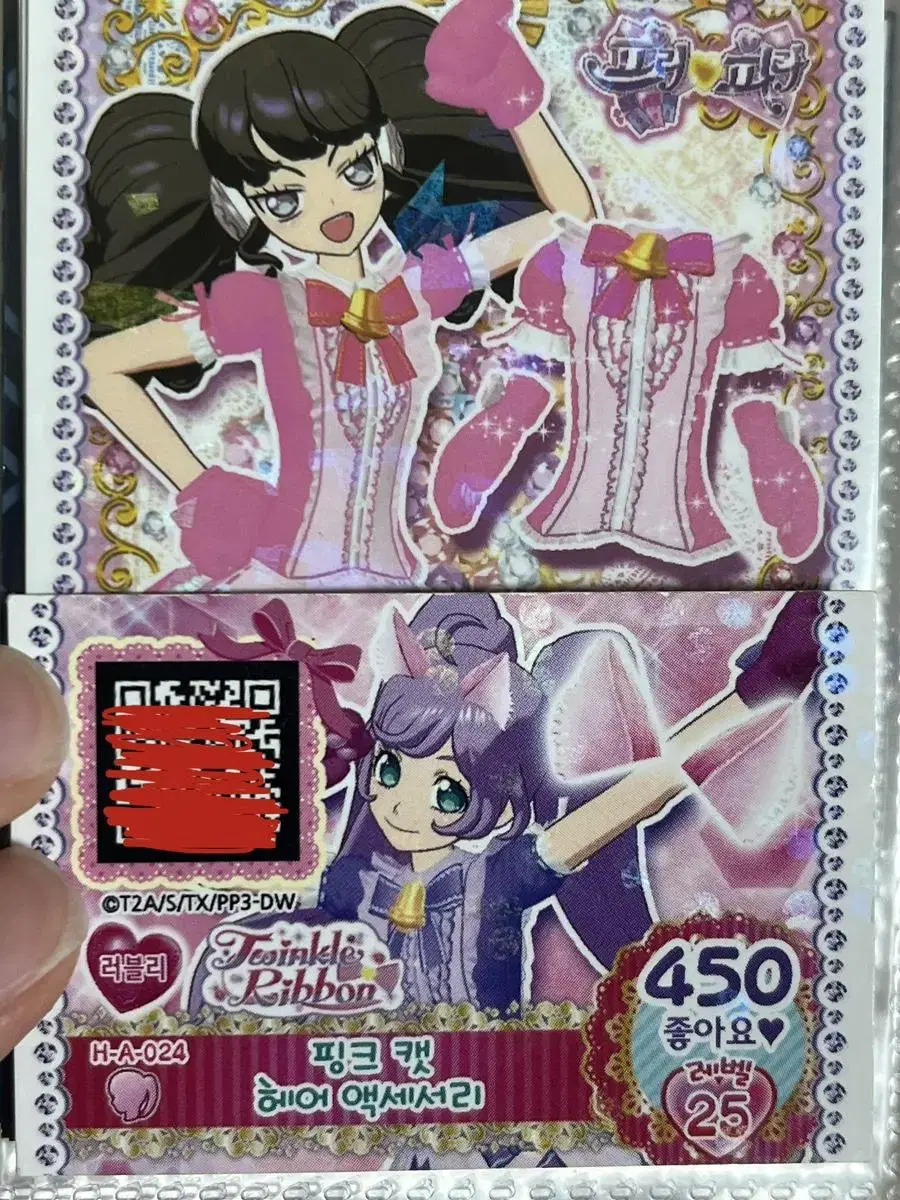 프리 파라
©T2A/S/TX/PP3-DW
러블리
Twinkle
Ribbon
450
좋아요♥
H-A-024
핑크 캣
헤어 액세서리
레벨
25